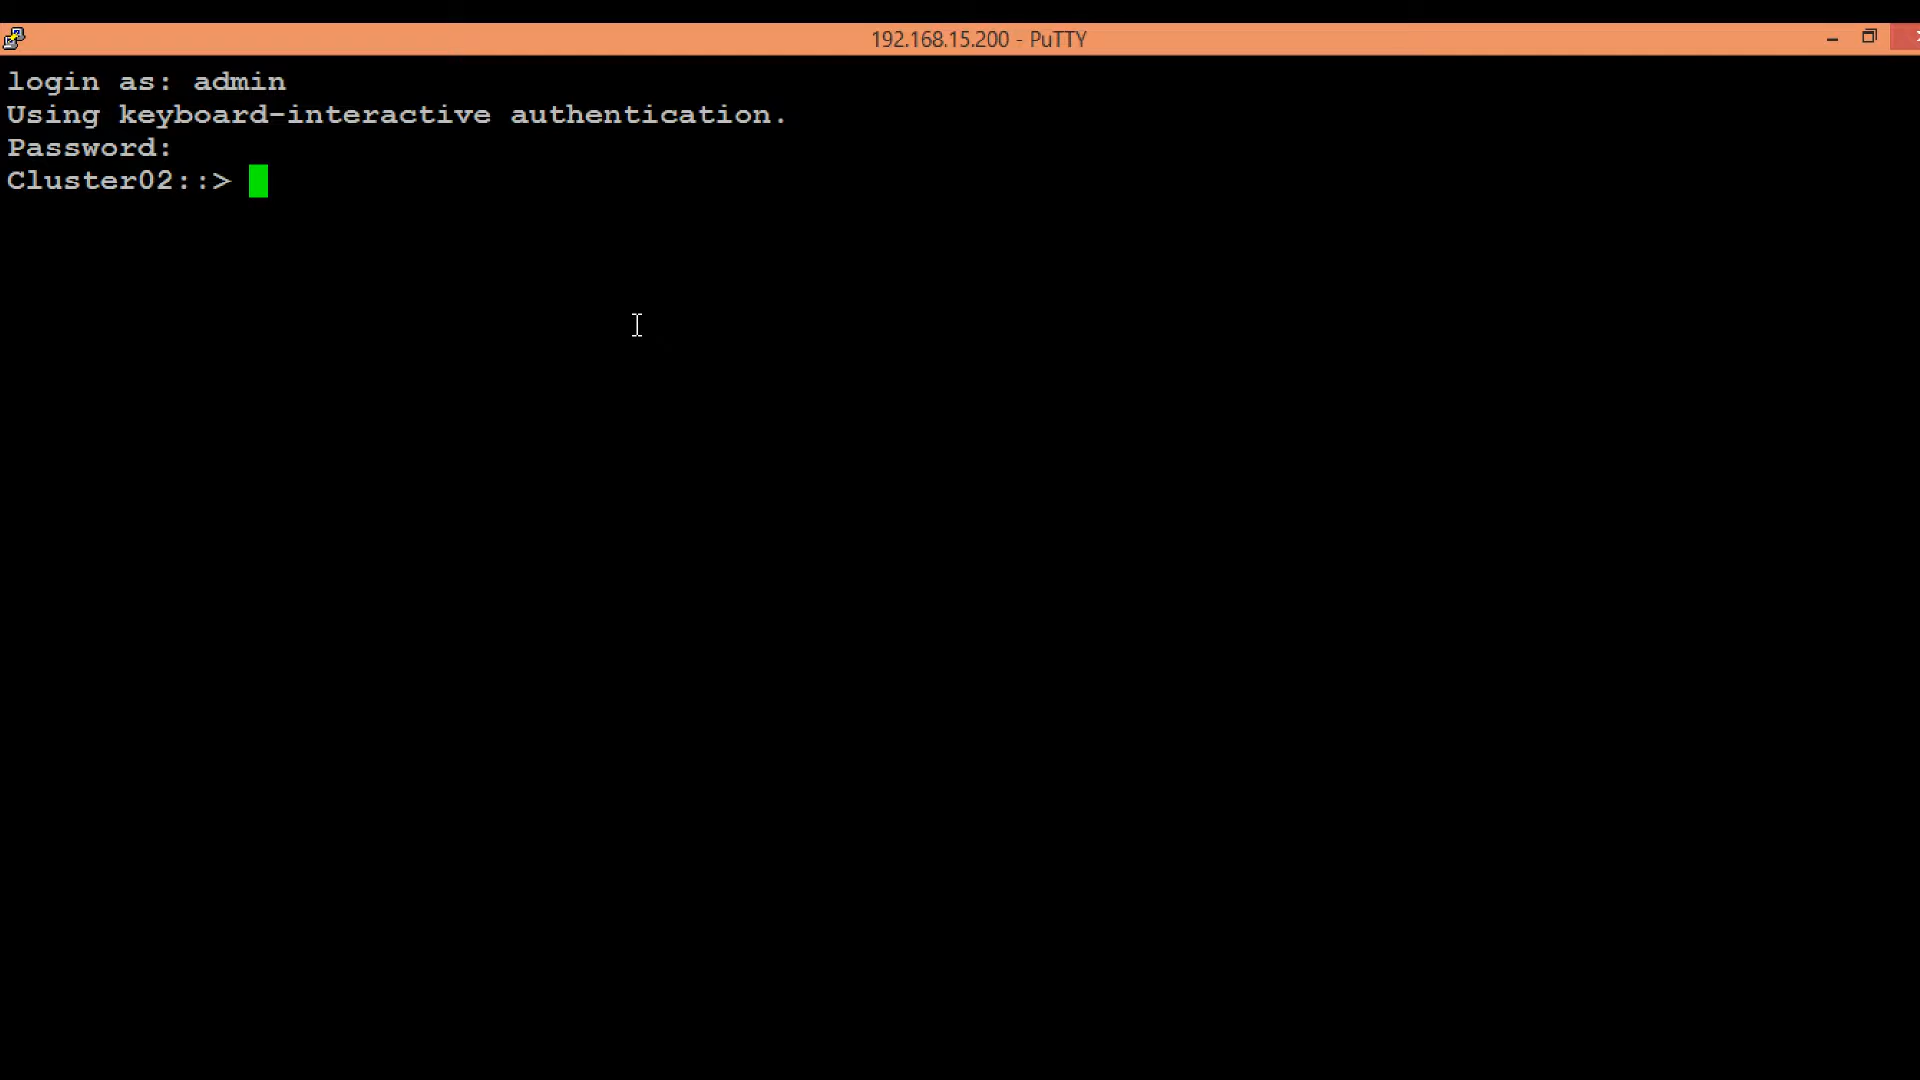 192.168.15.200 - PuTTY
login as: admin
Using keyboard-interactive authentication.
Password:
Cluster02::>